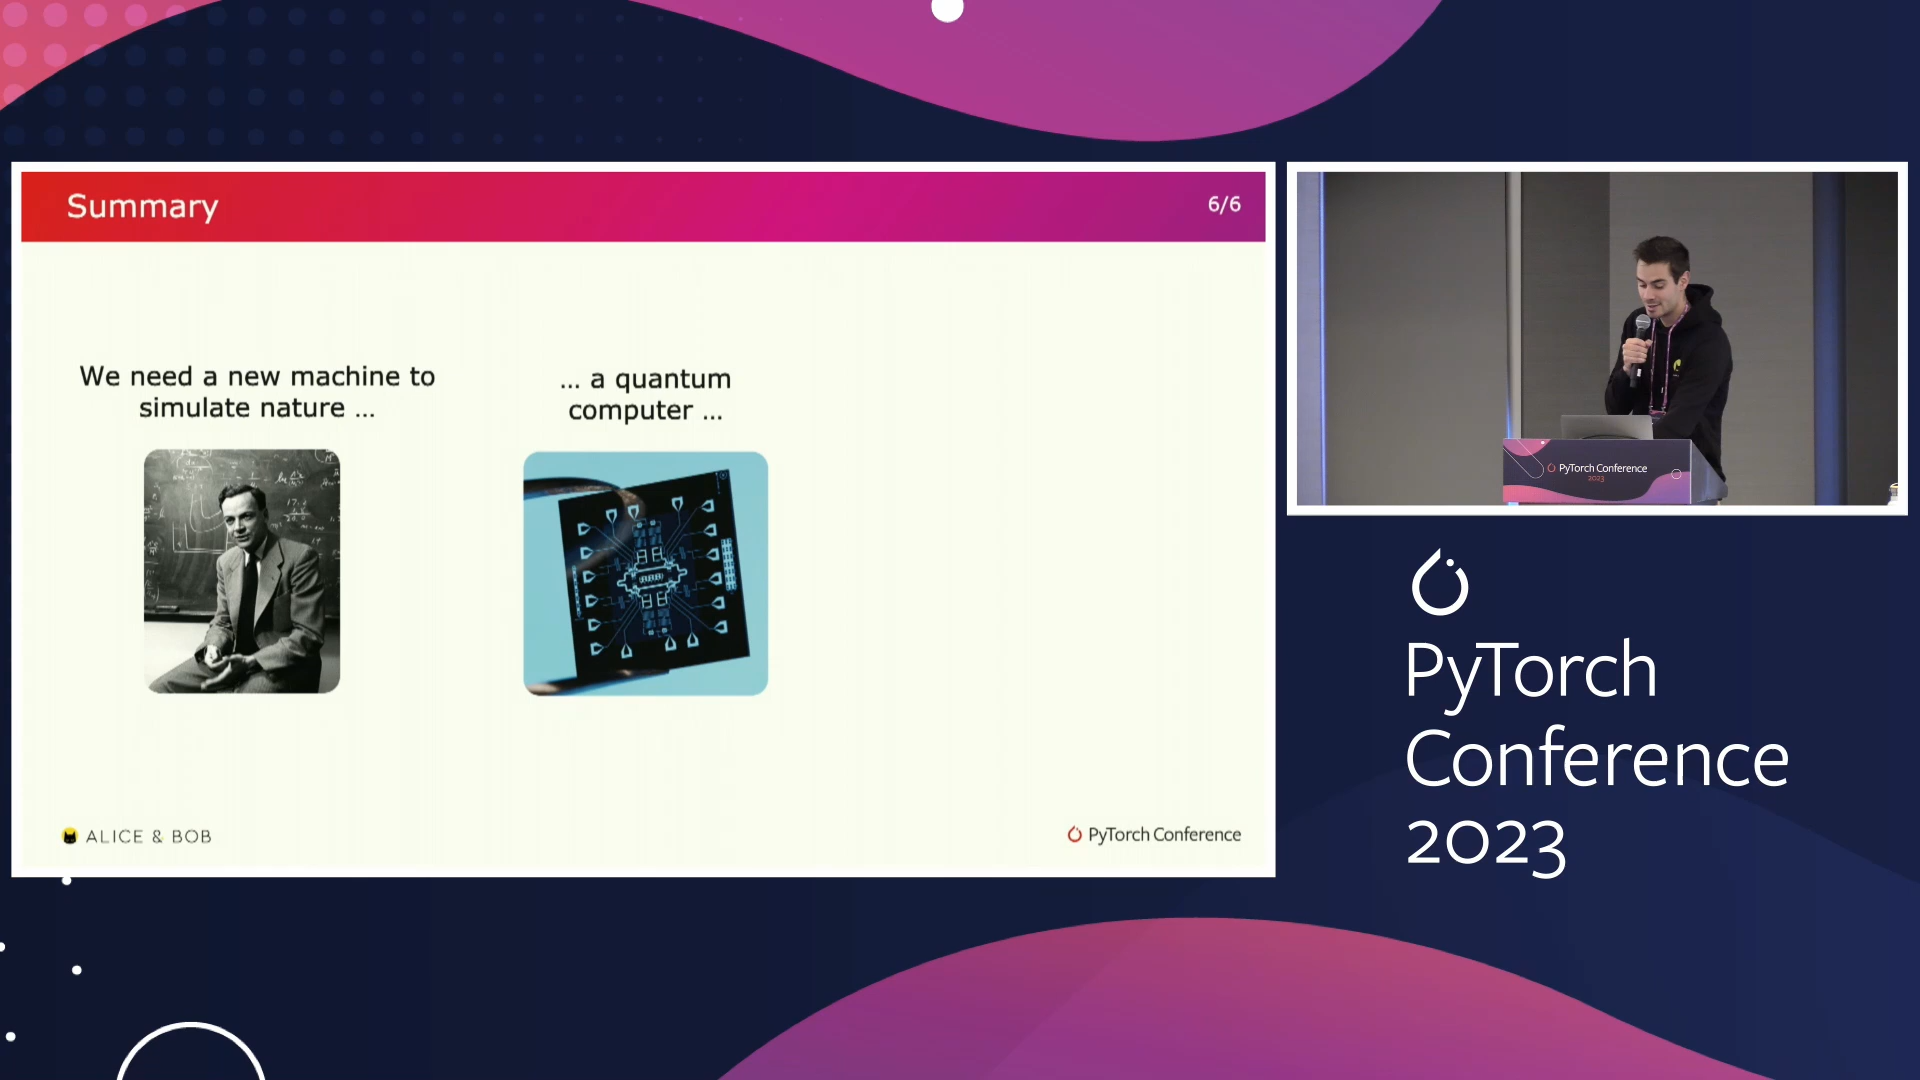 Summary
6/6
We need a new machine to
simulate nature ...
... a quantum
computer ...
ALICE & BOB
PyTorch Conference
PyTorch Conference
2023
PyTorch
Conference
2023